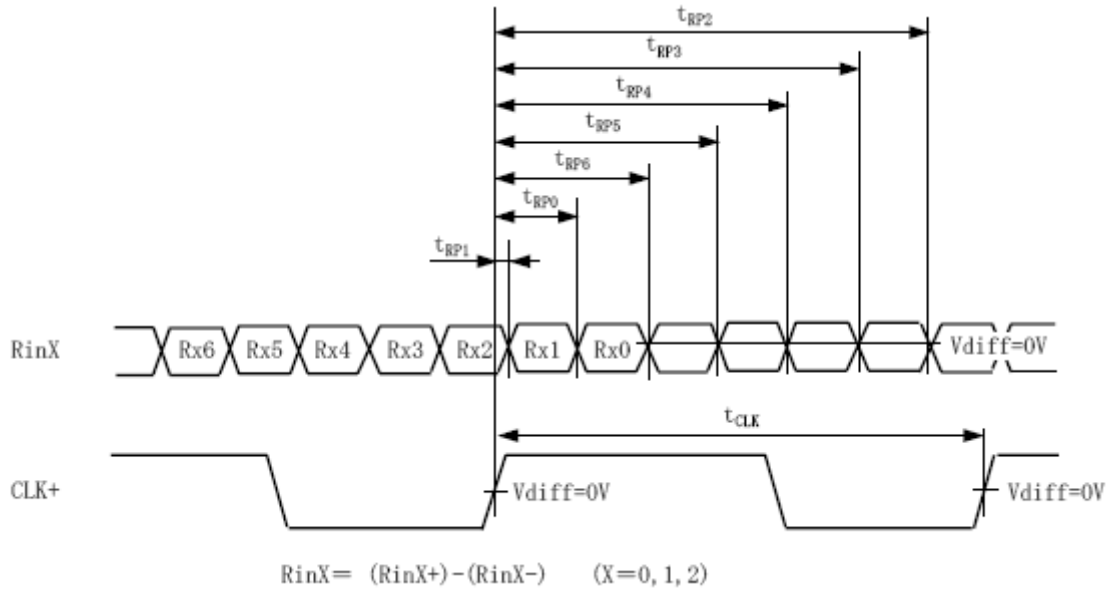 tRP2
tRP3
tRP4
tRP5
tRP6
tRP0
tRP1
RinX Rx6 Rx5 Rx4 Rx3 Rx2 Rx1 Rx0 Vdiff=0V
tCLK
CLK+ Vdiff=0V Vdiff=0V
RinX= (RinX+)-(RinX-) (X=0,1,2)